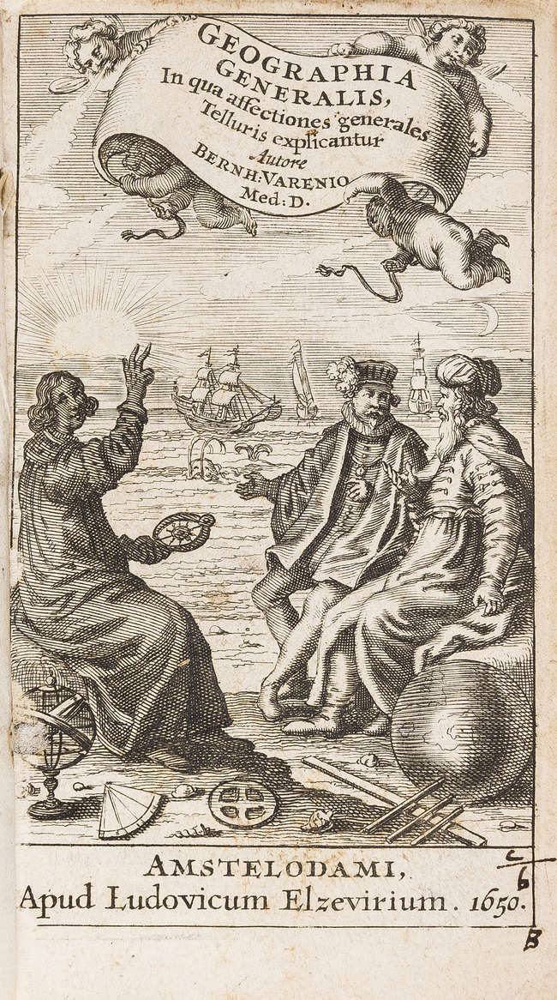 GEOGRAPHIA
GENERALIS,
In qua affectiones generales
Telluris explicantur
Autore
BERNH: VARENIO
Med: D.
AMSTELODAMI,
Apud Ludovicum Elzevirium. 1650.
c
6
B